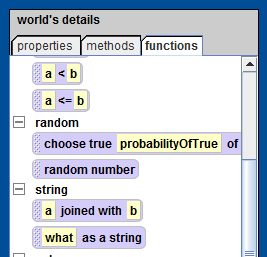 world's details
properties methods functions
a < b
a <= b
random
choose true probabilityOfTrue of
random number
string
a joined with b
what as a string